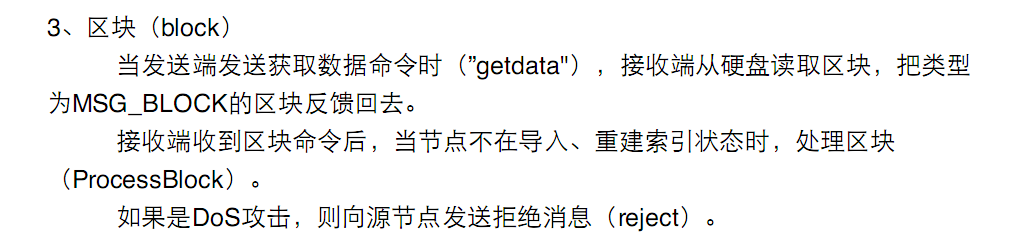 3、区块（block）
当发送端发送获取数据命令时（”getdata"），接收端从硬盘读取区块，把类型
为MSG_BLOCK的区块反馈回去。
接收端收到区块命令后，当节点不在导入、重建索引状态时，处理区块
（ProcessBlock）。
如果是DoS攻击，则向源节点发送拒绝消息（reject）。